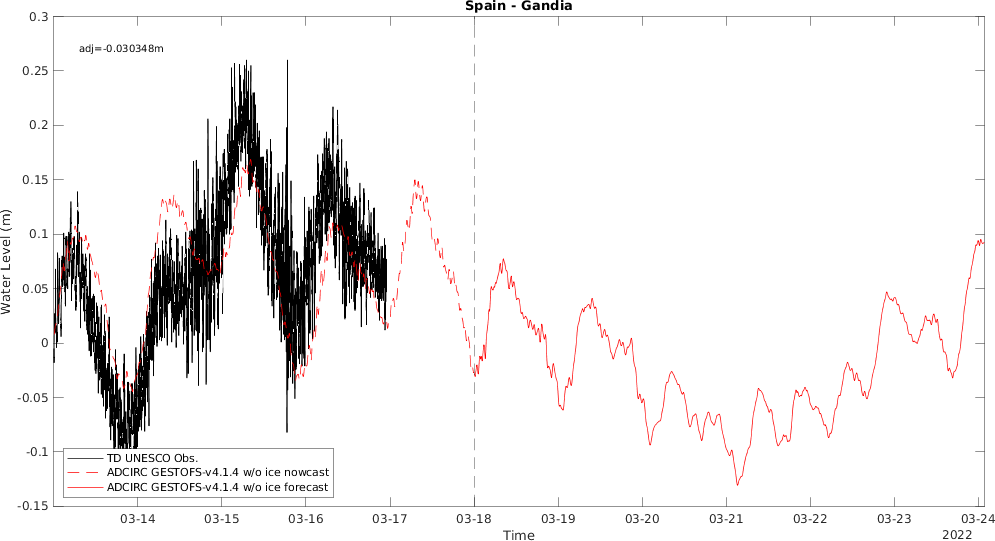 Spain - Gandia
adj=-0.030348m
0.3
0.25
0.2
0.15
0.1
0.05
0
-0.05
-0.1
-0.15
Water Level (m)
TD UNESCO Obs.
ADCIRC GESTOFS-v4.1.4 w/o ice nowcast
ADCIRC GESTOFS-v4.1.4 w/o ice forecast
03-14 03-15 03-16 03-17 03-18 03-19 03-20 03-21 03-22 03-23 03-24
Time
2022